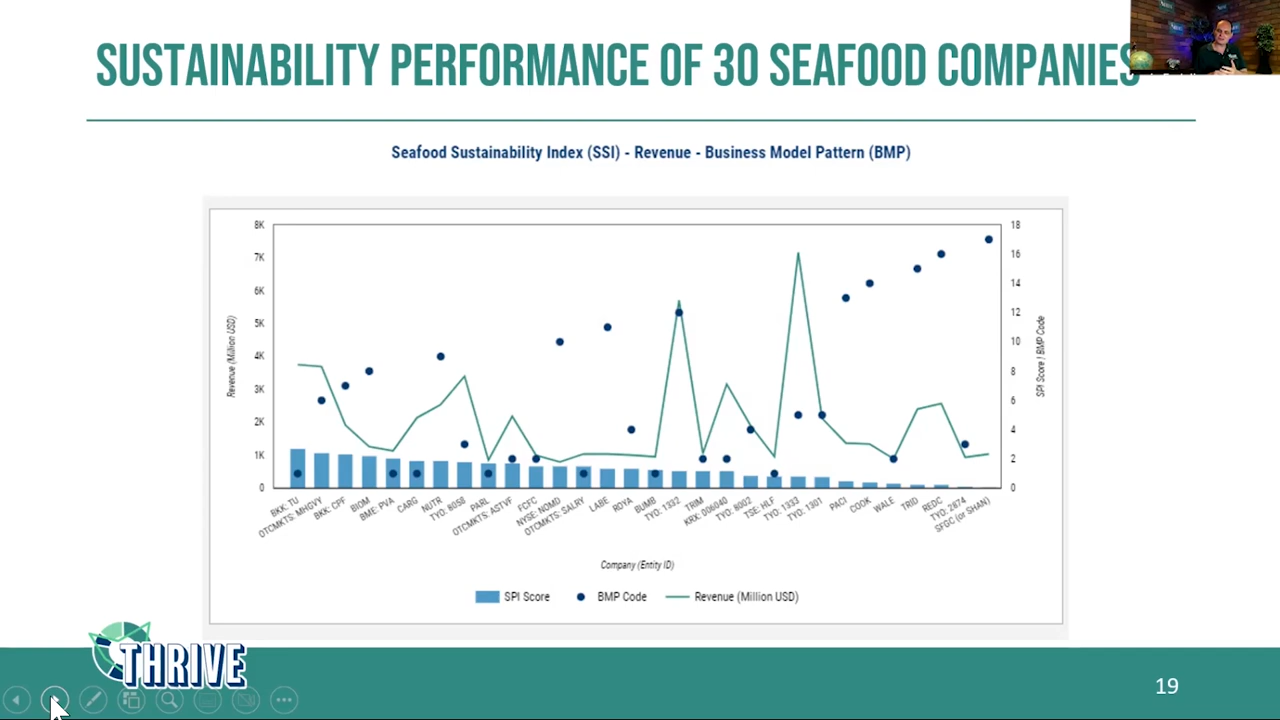 SUSTAINABILITY PERFORMANCE OF 30 SEAFOOD COMPANIES
Seafood Sustainability Index (SSI) - Revenue - Business Model Pattern (BMP)
8K
7K
6K
5K
4K
3K
2K
1K
0
Revenue (Million USD)
18
16
14
12
10
8
6
4
2
0
SPI Score | BMP Code
BKK: TU
OTCMKTS: MHGVY
BKK: CPF
BIOM
BME: PVA
CARG
NUTR
TYO: 8058
PARL
OTCMKTS: ASTVF
FCFC
NYSE: NOMD
OTCMKTS: SALRY
LABE
ROYA
BUMB
TYO: 1332
TRIM
KRX: 006040
TYO: 8002
TSE: HLF
TYO: 1333
TYO: 1301
PACI
COOK
WALE
TRID
REDC
TYO: 2874
SFGC (or SHAN)
Company (Entity ID)
SPI Score
BMP Code
Revenue (Million USD)
THRIVE
19